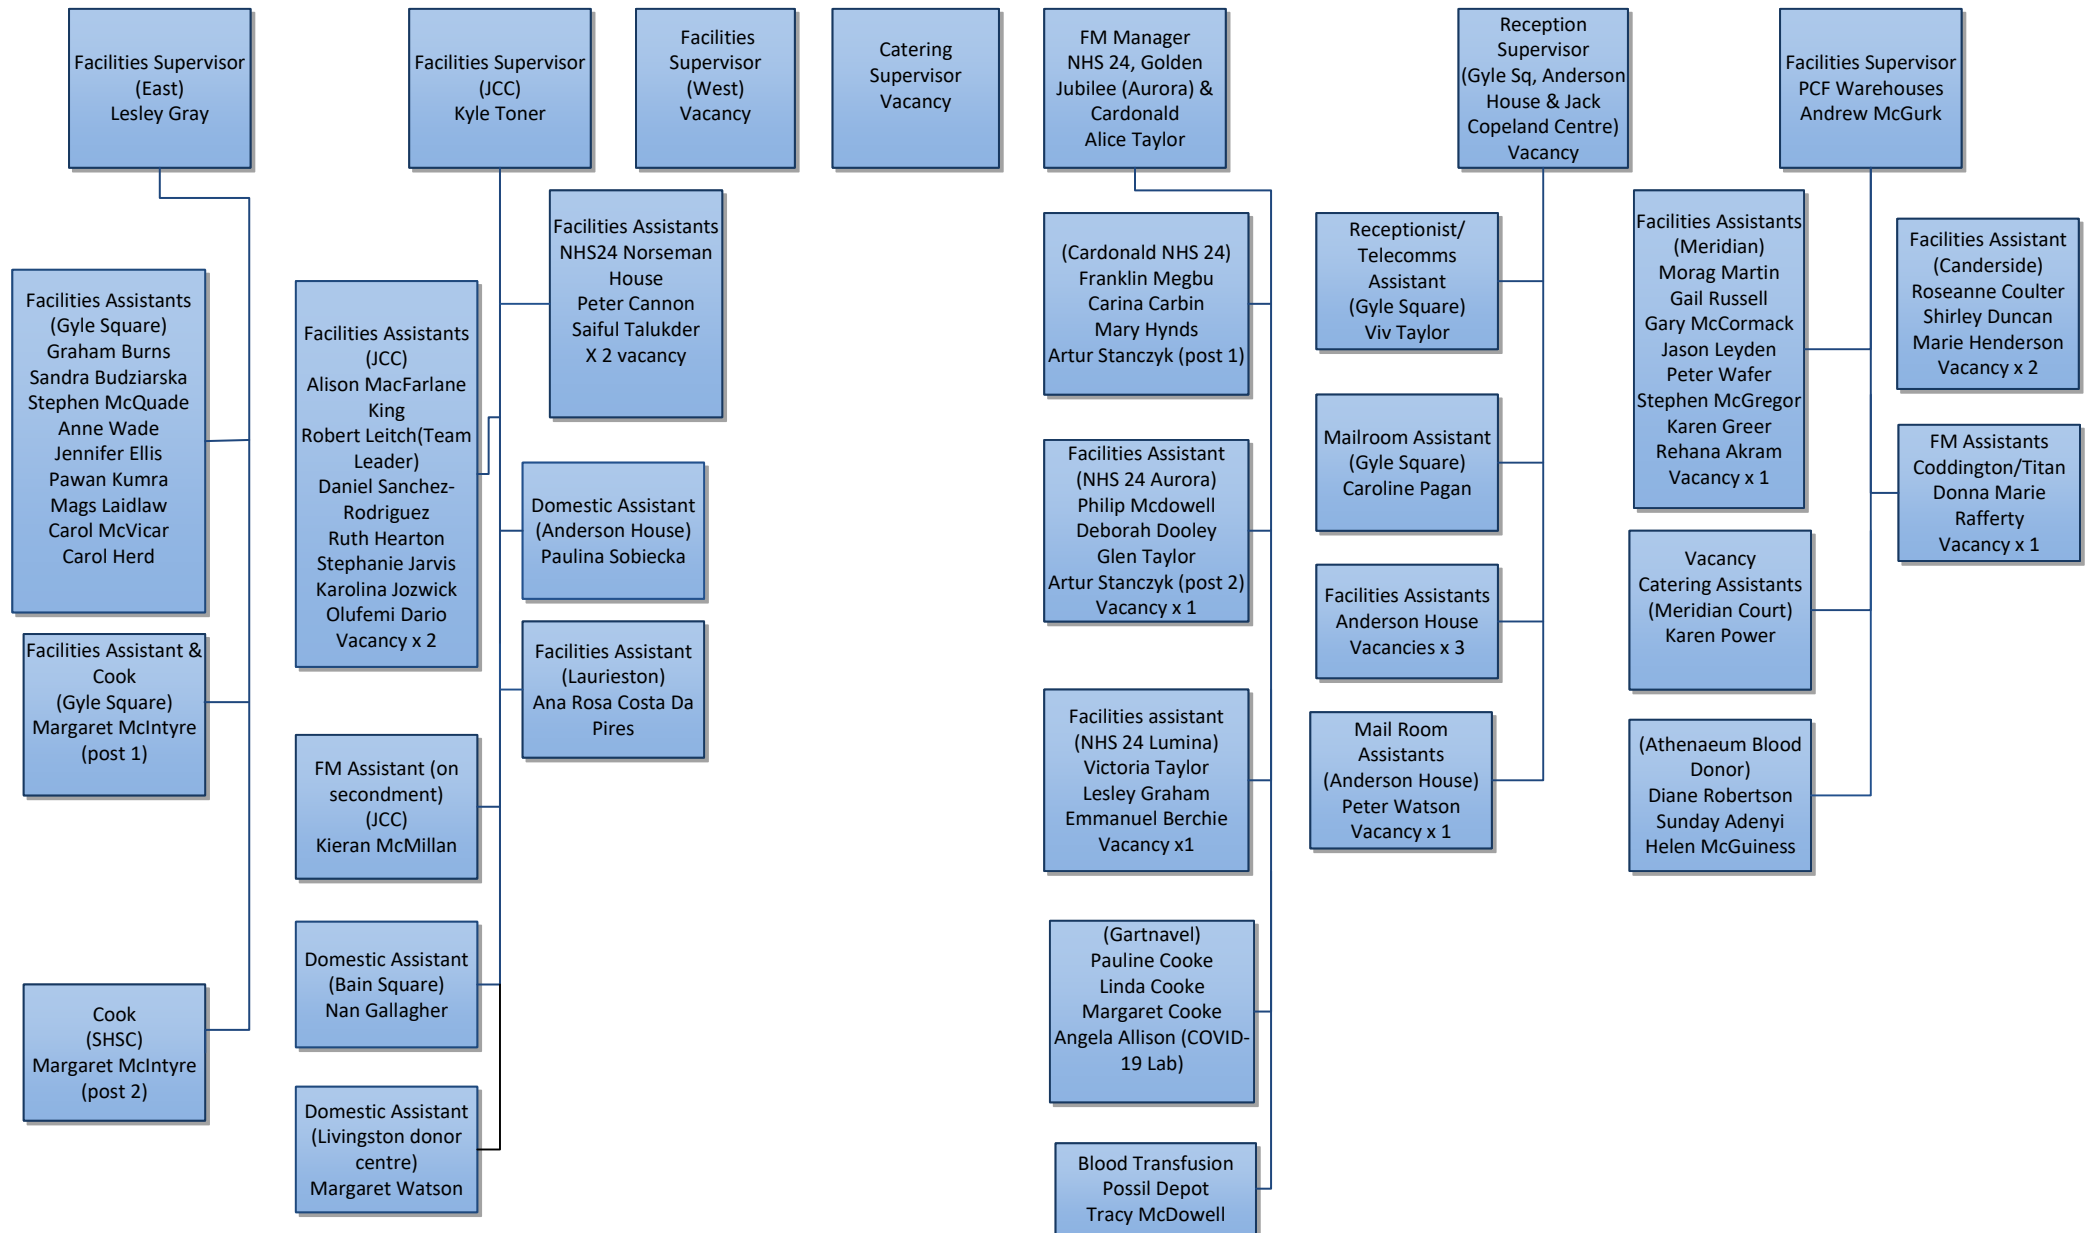 Facilities Supervisor
(East)
Lesley Gray
Facilities Supervisor
(JCC)
Kyle Toner
Facilities
Supervisor
(West)
Vacancy
Catering
Supervisor
Vacancy
FM Manager
NHS 24, Golden
Jubilee (Aurora) &
Cardonald
Alice Taylor
Reception
Supervisor
(Gyle Sq, Anderson
House & Jack
Copeland Centre)
Vacancy
Facilities Supervisor
PCF Warehouses
Andrew McGurk
Facilities Assistants
(Gyle Square)
Graham Burns
Sandra Budziarska
Stephen McQuade
Anne Wade
Jennifer Ellis
Pawan Kumra
Mags Laidlaw
Carol McVicar
Carol Herd
Facilities Assistant &
Cook
(Gyle Square)
Margaret McIntyre
(post 1)
Cook
(SHSC)
Margaret McIntyre
(post 2)
Facilities Assistants
NHS24 Norseman
House
Peter Cannon
Saiful Talukder
X 2 vacancy
Facilities Assistants
(JCC)
Alison MacFarlane
King
Robert Leitch(Team
Leader)
Daniel Sanchez-
Rodriguez
Ruth Hearton
Stephanie Jarvis
Karolina Jozwick
Olufemi Dario
Vacancy x 2
Domestic Assistant
(Anderson House)
Paulina Sobiecka
Facilities Assistant
(Laurieston)
Ana Rosa Costa Da
Pires
FM Assistant (on
secondment)
(JCC)
Kieran McMillan
Domestic Assistant
(Bain Square)
Nan Gallagher
Domestic Assistant
(Livingston donor
centre)
Margaret Watson
(Cardonald NHS 24)
Franklin Megbu
Carina Carbin
Mary Hynds
Artur Stanczyk (post 1)
Facilities Assistant
(NHS 24 Aurora)
Philip Mcdowell
Deborah Dooley
Glen Taylor
Artur Stanczyk (post 2)
Vacancy x 1
Facilities assistant
(NHS 24 Lumina)
Victoria Taylor
Lesley Graham
Emmanuel Berchie
Vacancy x1
(Gartnavel)
Pauline Cooke
Linda Cooke
Margaret Cooke
Angela Allison (COVID-
19 Lab)
Blood Transfusion
Possil Depot
Tracy McDowell
Receptionist/
Telecomms
Assistant
(Gyle Square)
Viv Taylor
Mailroom Assistant
(Gyle Square)
Caroline Pagan
Facilities Assistants
Anderson House
Vacancies x 3
Mail Room
Assistants
(Anderson House)
Peter Watson
Vacancy x 1
Facilities Assistants
(Meridian)
Morag Martin
Gail Russell
Gary McCormack
Jason Leyden
Peter Wafer
Stephen McGregor
Karen Greer
Rehana Akram
Vacancy x 1
Facilities Assistant
(Canderside)
Roseanne Coulter
Shirley Duncan
Marie Henderson
Vacancy x 2
FM Assistants
Coddington/Titan
Donna Marie
Rafferty
Vacancy x 1
Vacancy
Catering Assistants
(Meridian Court)
Karen Power
(Athenaeum Blood
Donor)
Diane Robertson
Sunday Adenyi
Helen McGuiness